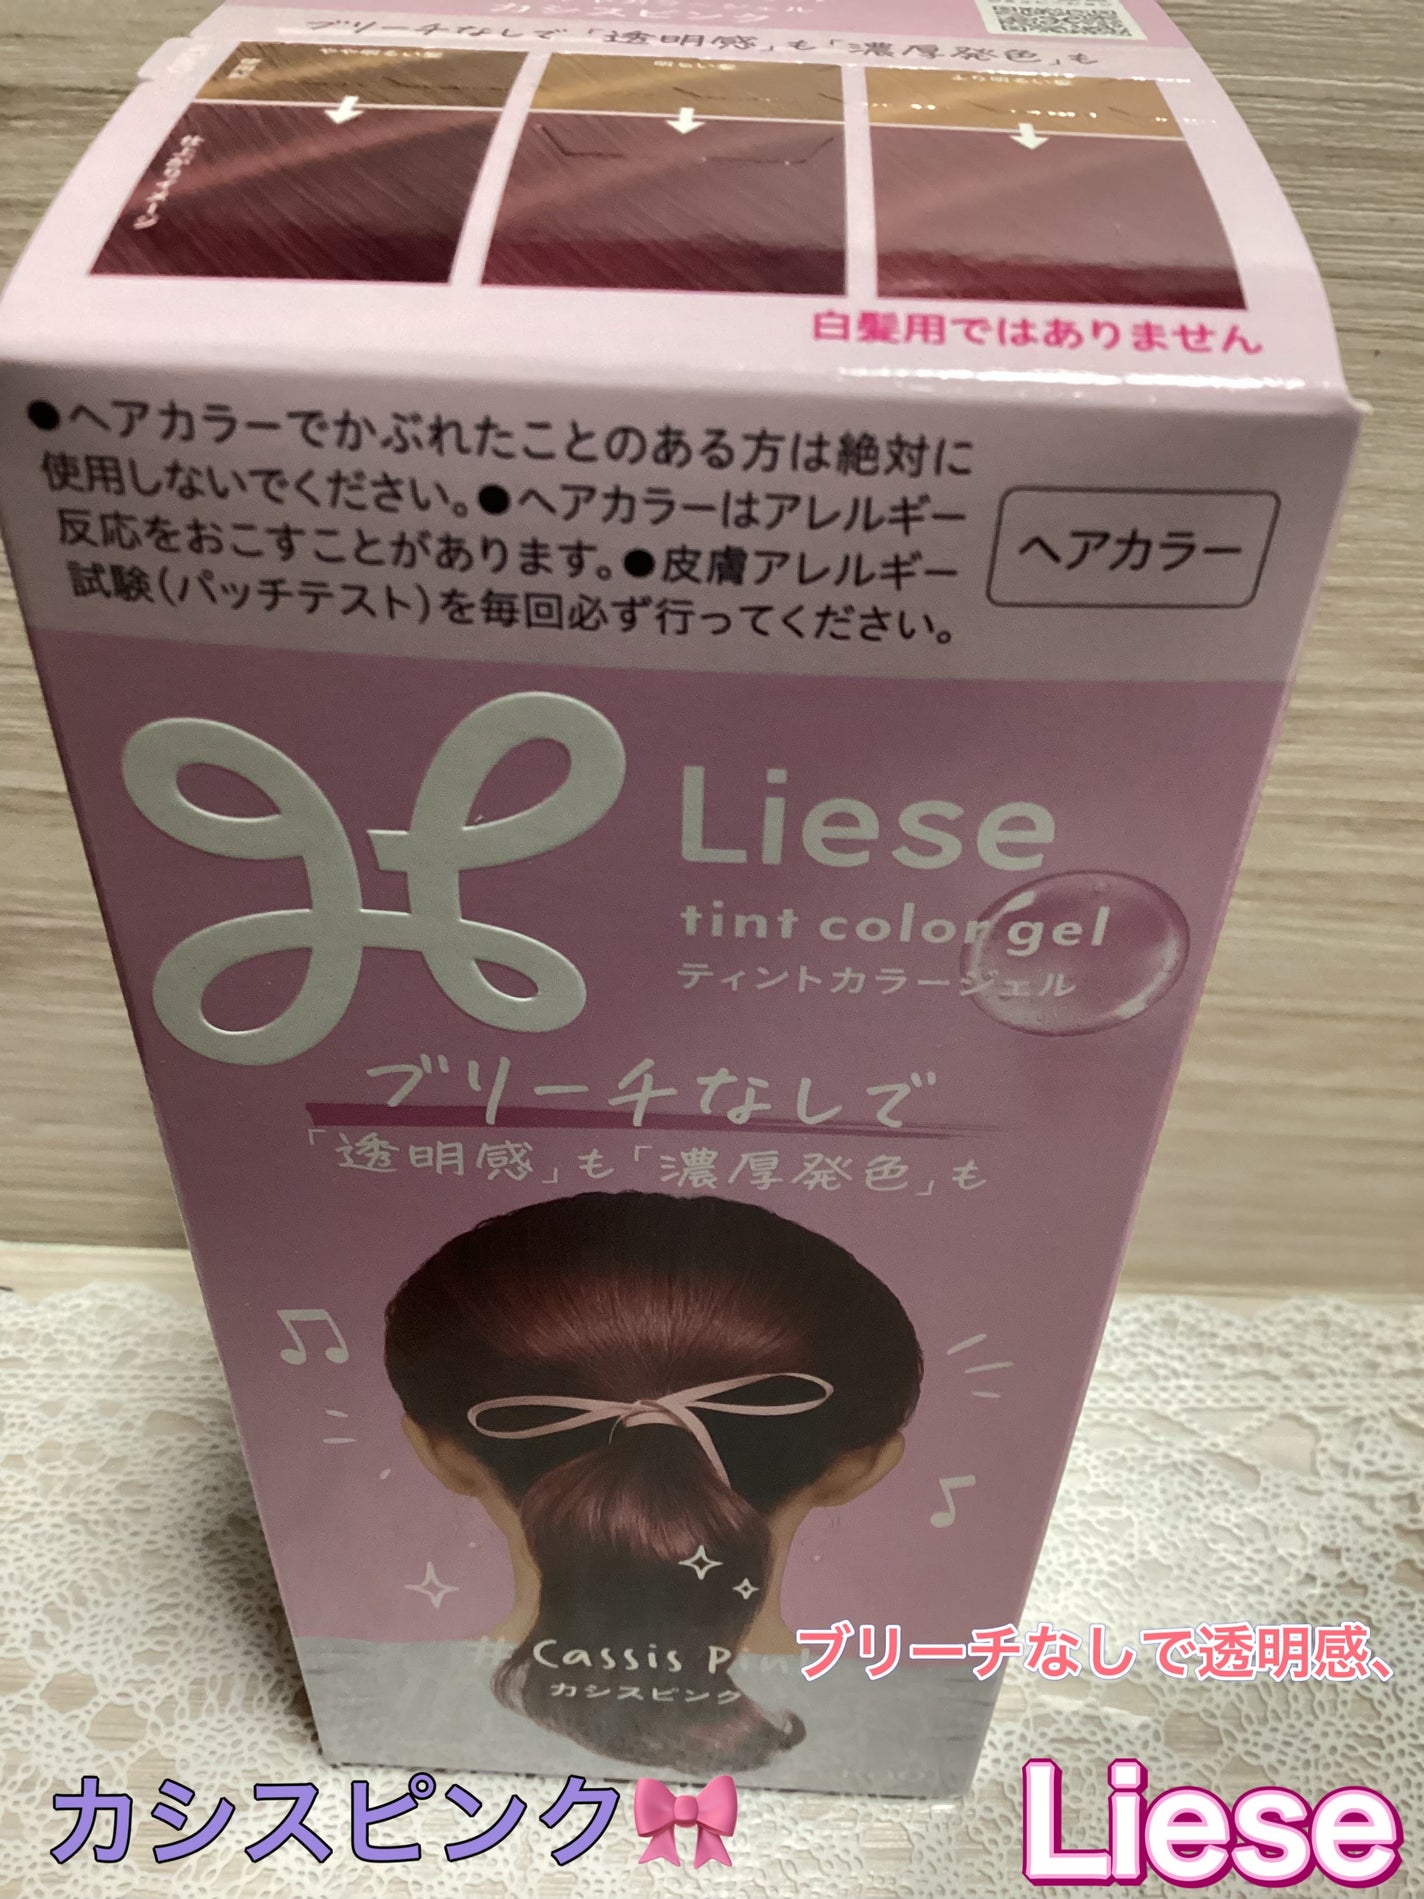 カシスピンク
ブリーチなしで「透明感」も「濃厚発色」も
白髪用ではありません
●ヘアカラーでかぶれたことのある方は絶対に
使用しないでください。●ヘアカラーはアレルギー
反応をおこすことがあります。●皮膚アレルギー
試験(パッチテスト)を毎回必ず行ってください。
ヘアカラー
Liese
tint color gel
ティントカラージェル
ブリーチなしで
「透明感」も「濃厚発色」も
Cassis Pink
カシスピンク
ブリーチなしで透明感、
カシスピンク🎀
Liese